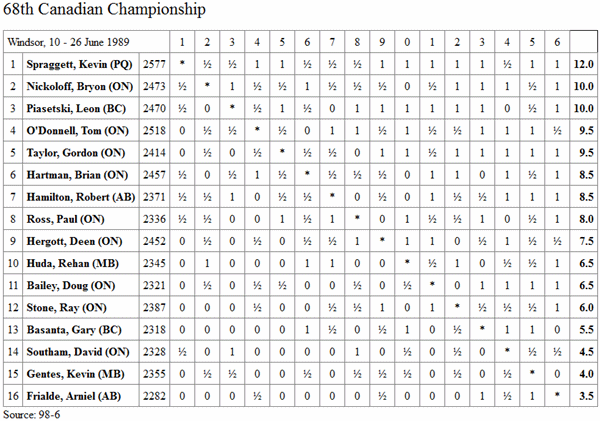 68th Canadian Championship
Windsor, 10 - 26 June 1989 1 2 3 4 5 6 7 8 9 0 1 2 3 4 5 6
1 Spraggett, Kevin (PQ) 2577 * ½ ½ 1 1 ½ ½ ½ 1 1 1 1 1 ½ 1 1 12.0
2 Nickoloff, Bryon (ON) 2473 ½ * 1 ½ ½ 1 ½ ½ ½ 0 ½ 1 1 1 ½ 1 10.0
3 Piasetski, Leon (BC) 2470 ½ 0 * ½ 1 ½ 0 1 1 1 1 1 1 0 ½ 1 10.0
4 O'Donnell, Tom (ON) 2518 0 ½ ½ * ½ 0 1 1 ½ 1 ½ ½ 1 1 1 ½ 9.5
5 Taylor, Gordon (ON) 2414 0 ½ 0 ½ * ½ ½ 0 1 1 ½ 1 1 1 1 1 9.5
6 Hartman, Brian (ON) 2457 ½ 0 ½ 1 ½ * ½ ½ ½ 0 1 1 0 1 ½ 1 8.5
7 Hamilton, Robert (AB) 2371 ½ ½ 1 0 ½ ½ * 0 ½ 0 1 ½ ½ 1 1 1 8.5
8 Ross, Paul (ON) 2336 ½ ½ 0 0 1 ½ 1 * 0 1 ½ ½ 1 0 ½ 1 8.0
9 Hergott, Deen (ON) 2452 0 ½ 0 ½ 0 ½ ½ 1 * 1 1 0 ½ 1 ½ ½ 7.5
10 Huda, Rehan (MB) 2345 0 1 0 0 0 1 1 0 0 * ½ 1 0 ½ ½ 1 6.5
11 Bailey, Doug (ON) 2321 0 ½ 0 ½ ½ 0 0 ½ 0 ½ * 0 1 1 1 1 6.5
12 Stone, Ray (ON) 2387 0 0 0 ½ 0 0 ½ ½ 1 0 1 * ½ ½ ½ 1 6.0
13 Basanta, Gary (BC) 2318 0 0 0 0 0 1 ½ 0 ½ 1 0 ½ * 1 1 0 5.5
14 Southam, David (ON) 2328 ½ 0 1 0 0 0 0 1 0 ½ 0 ½ 0 * ½ ½ 4.5
15 Gentes, Kevin (MB) 2355 0 ½ ½ 0 0 ½ 0 ½ ½ ½ 0 ½ 0 ½ * 0 4.0
16 Frialde, Arniel (AB) 2282 0 0 0 ½ 0 0 0 0 ½ 0 0 0 1 ½ 1 * 3.5
Source: 98-6